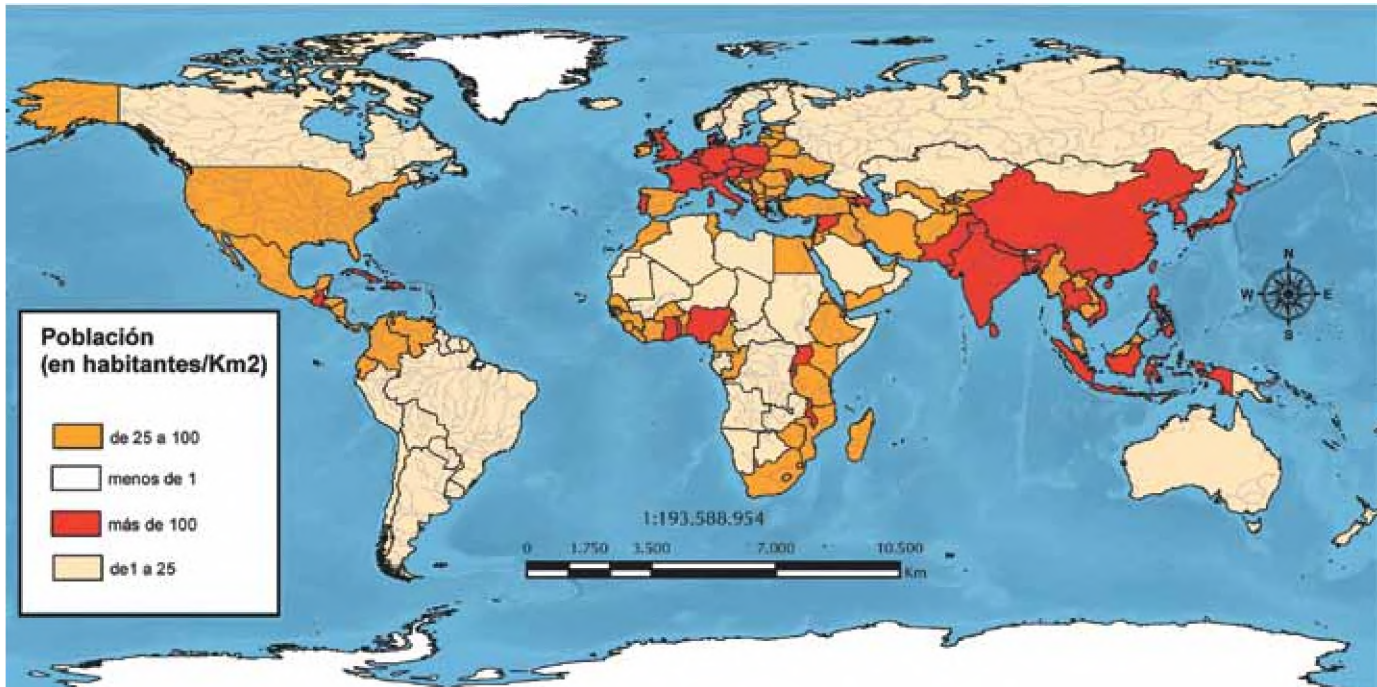 Población
(en habitantes/Km2)
de 25 a 100
menos de 1
más de 100
de1 a 25
1:193.588.954
0 1.750 3.500 7.000 10.500
Km
N
W E
S